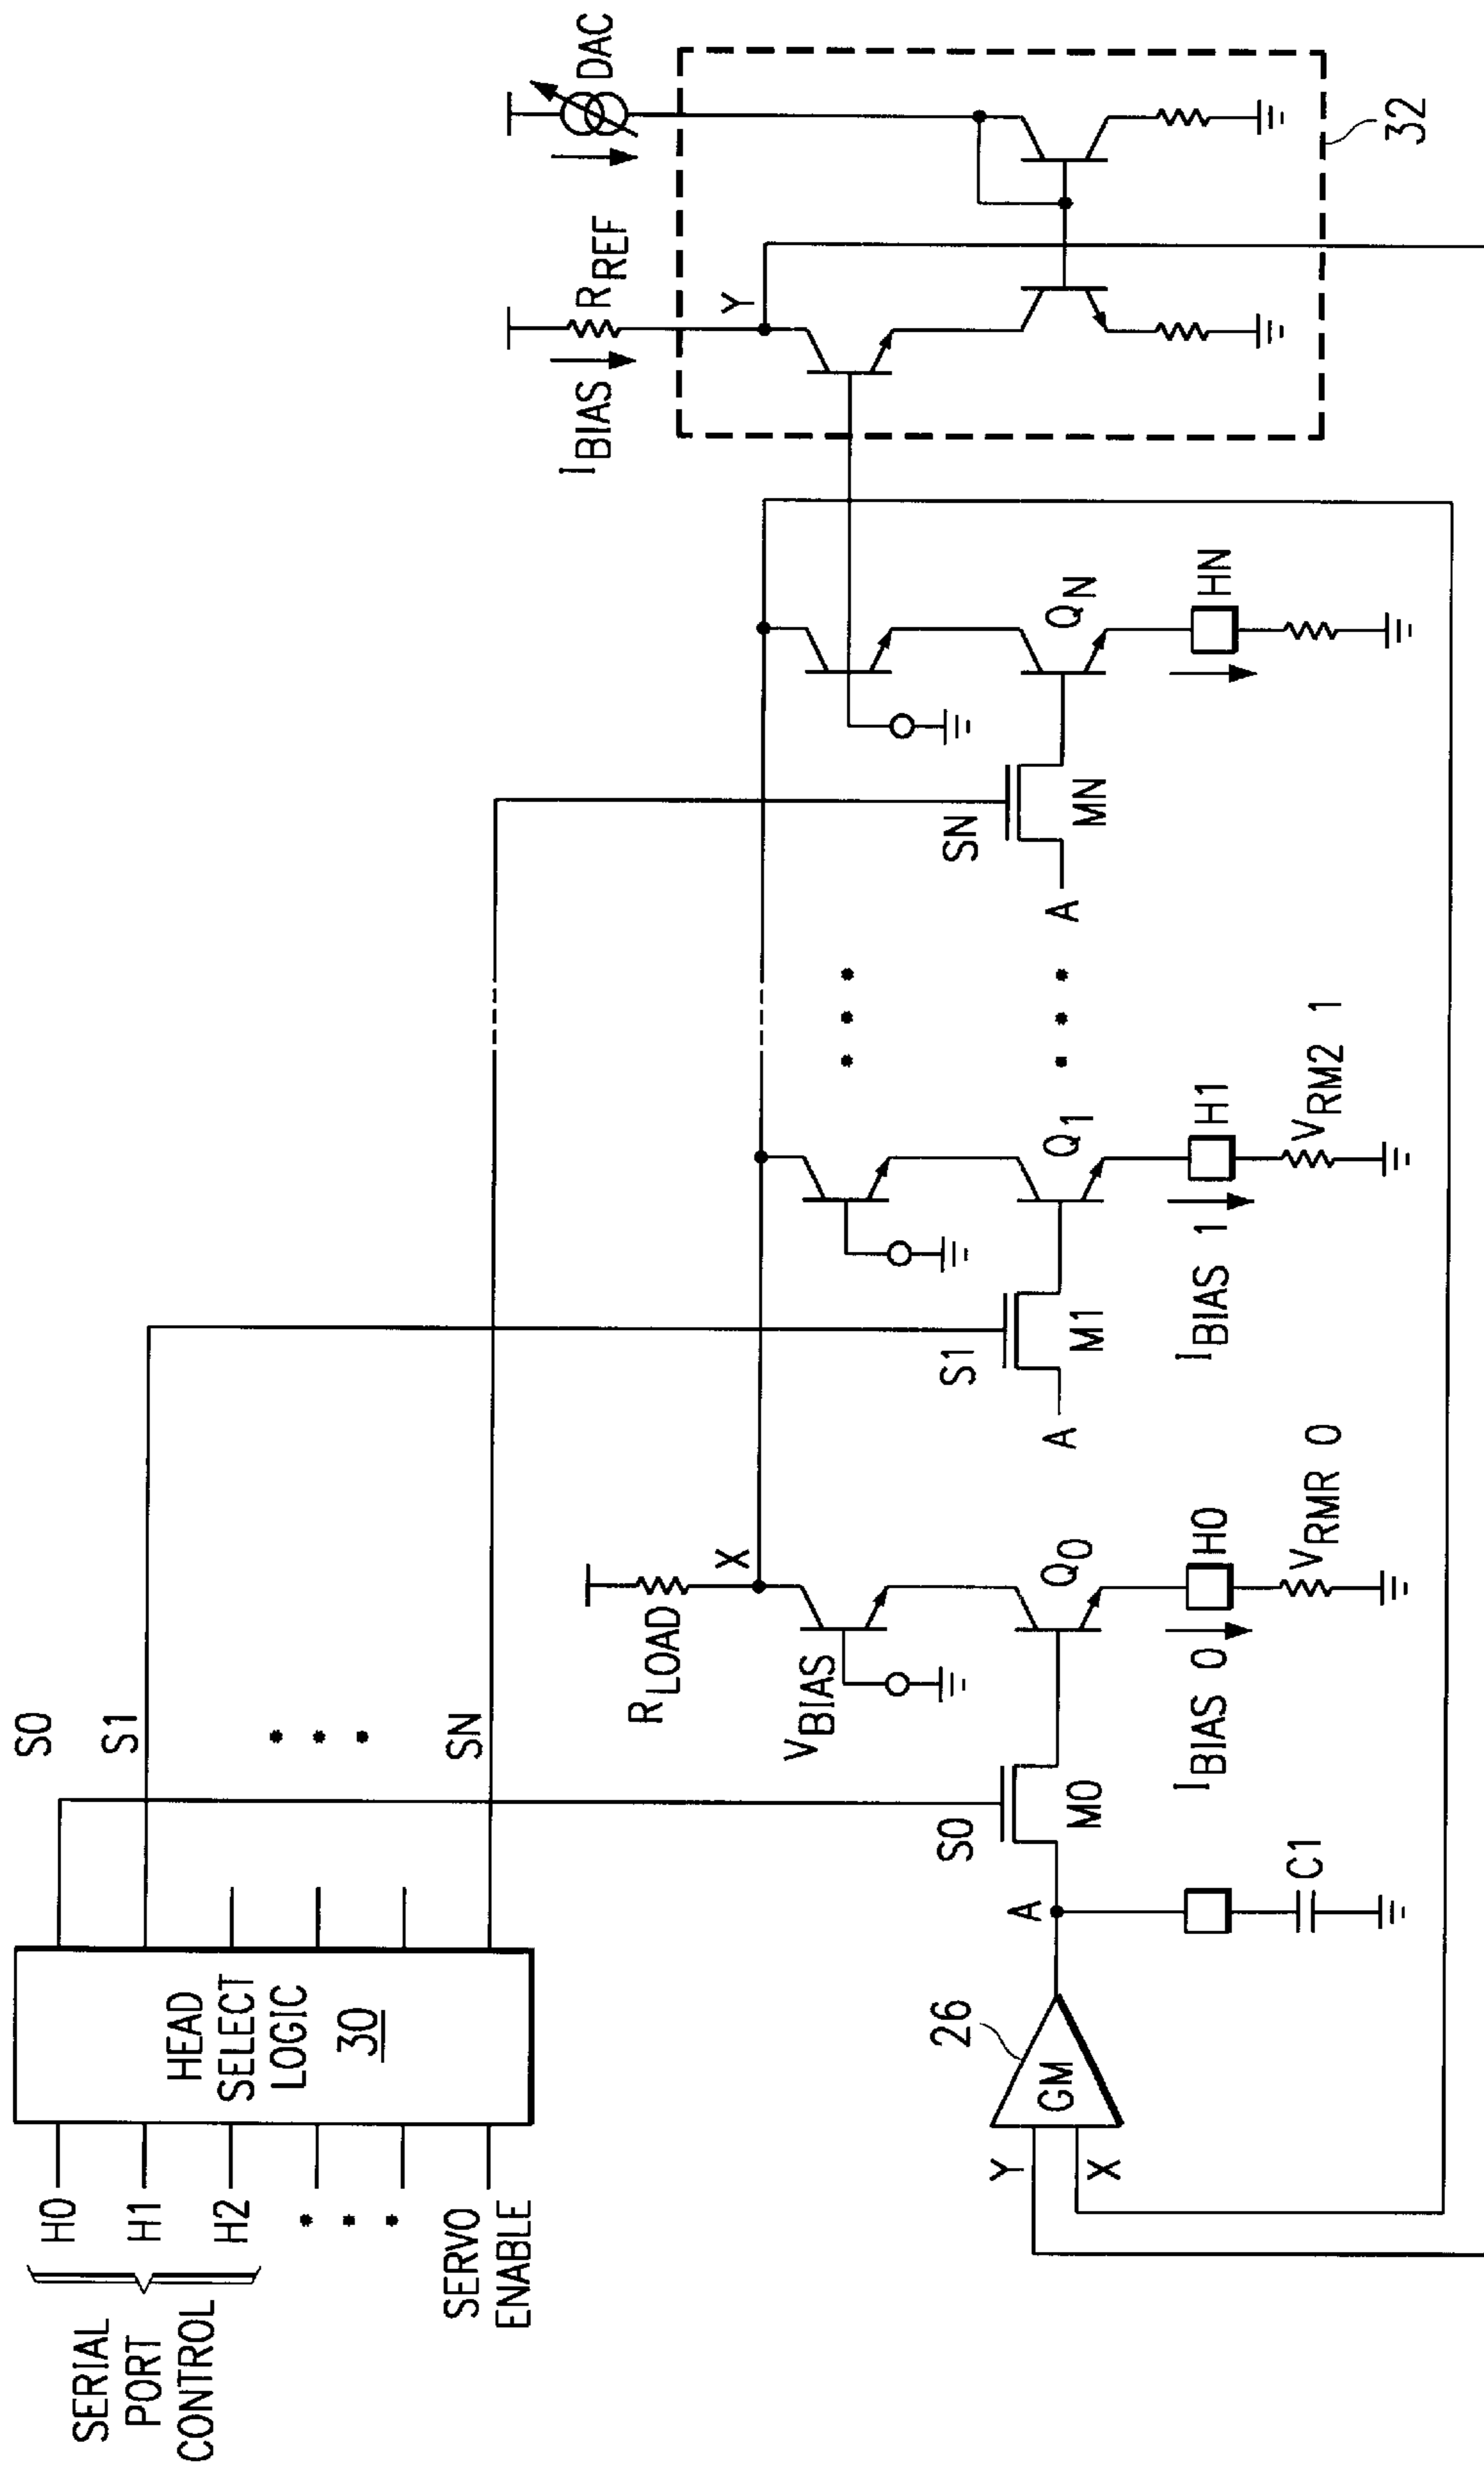 SERIAL
PORT
CONTROL
H0
H1
H2
SERVO
ENABLE
HEAD
SELECT
LOGIC
30
S0
S1
SN
RLOAD
X
VBIAS
Y
X
GM
26
A
C1
S0
M0
Q0
IBIAS 0
H0
VRMR 0
A
S1
M1
Q1
IBIAS 1
H1
VRM2 1
A
SN
MN
QN
HN
IBIAS
RREF
Y
DAC
32